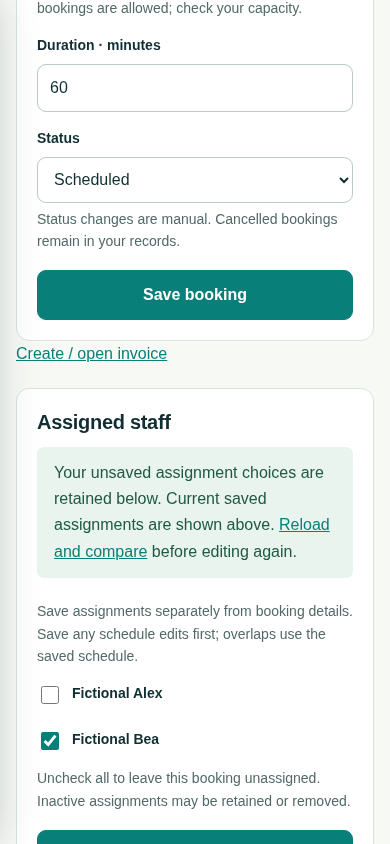 bookings are allowed; check your capacity.
Duration · minutes
60
Status
Scheduled
Status changes are manual. Cancelled bookings
remain in your records.
Save booking
Create / open invoice
Assigned staff
Your unsaved assignment choices are
retained below. Current saved
assignments are shown above. Reload
and compare before editing again.
Save assignments separately from booking details.
Save any schedule edits first; overlaps use the
saved schedule.
Fictional Alex
Fictional Bea
Uncheck all to leave this booking unassigned.
Inactive assignments may be retained or removed.